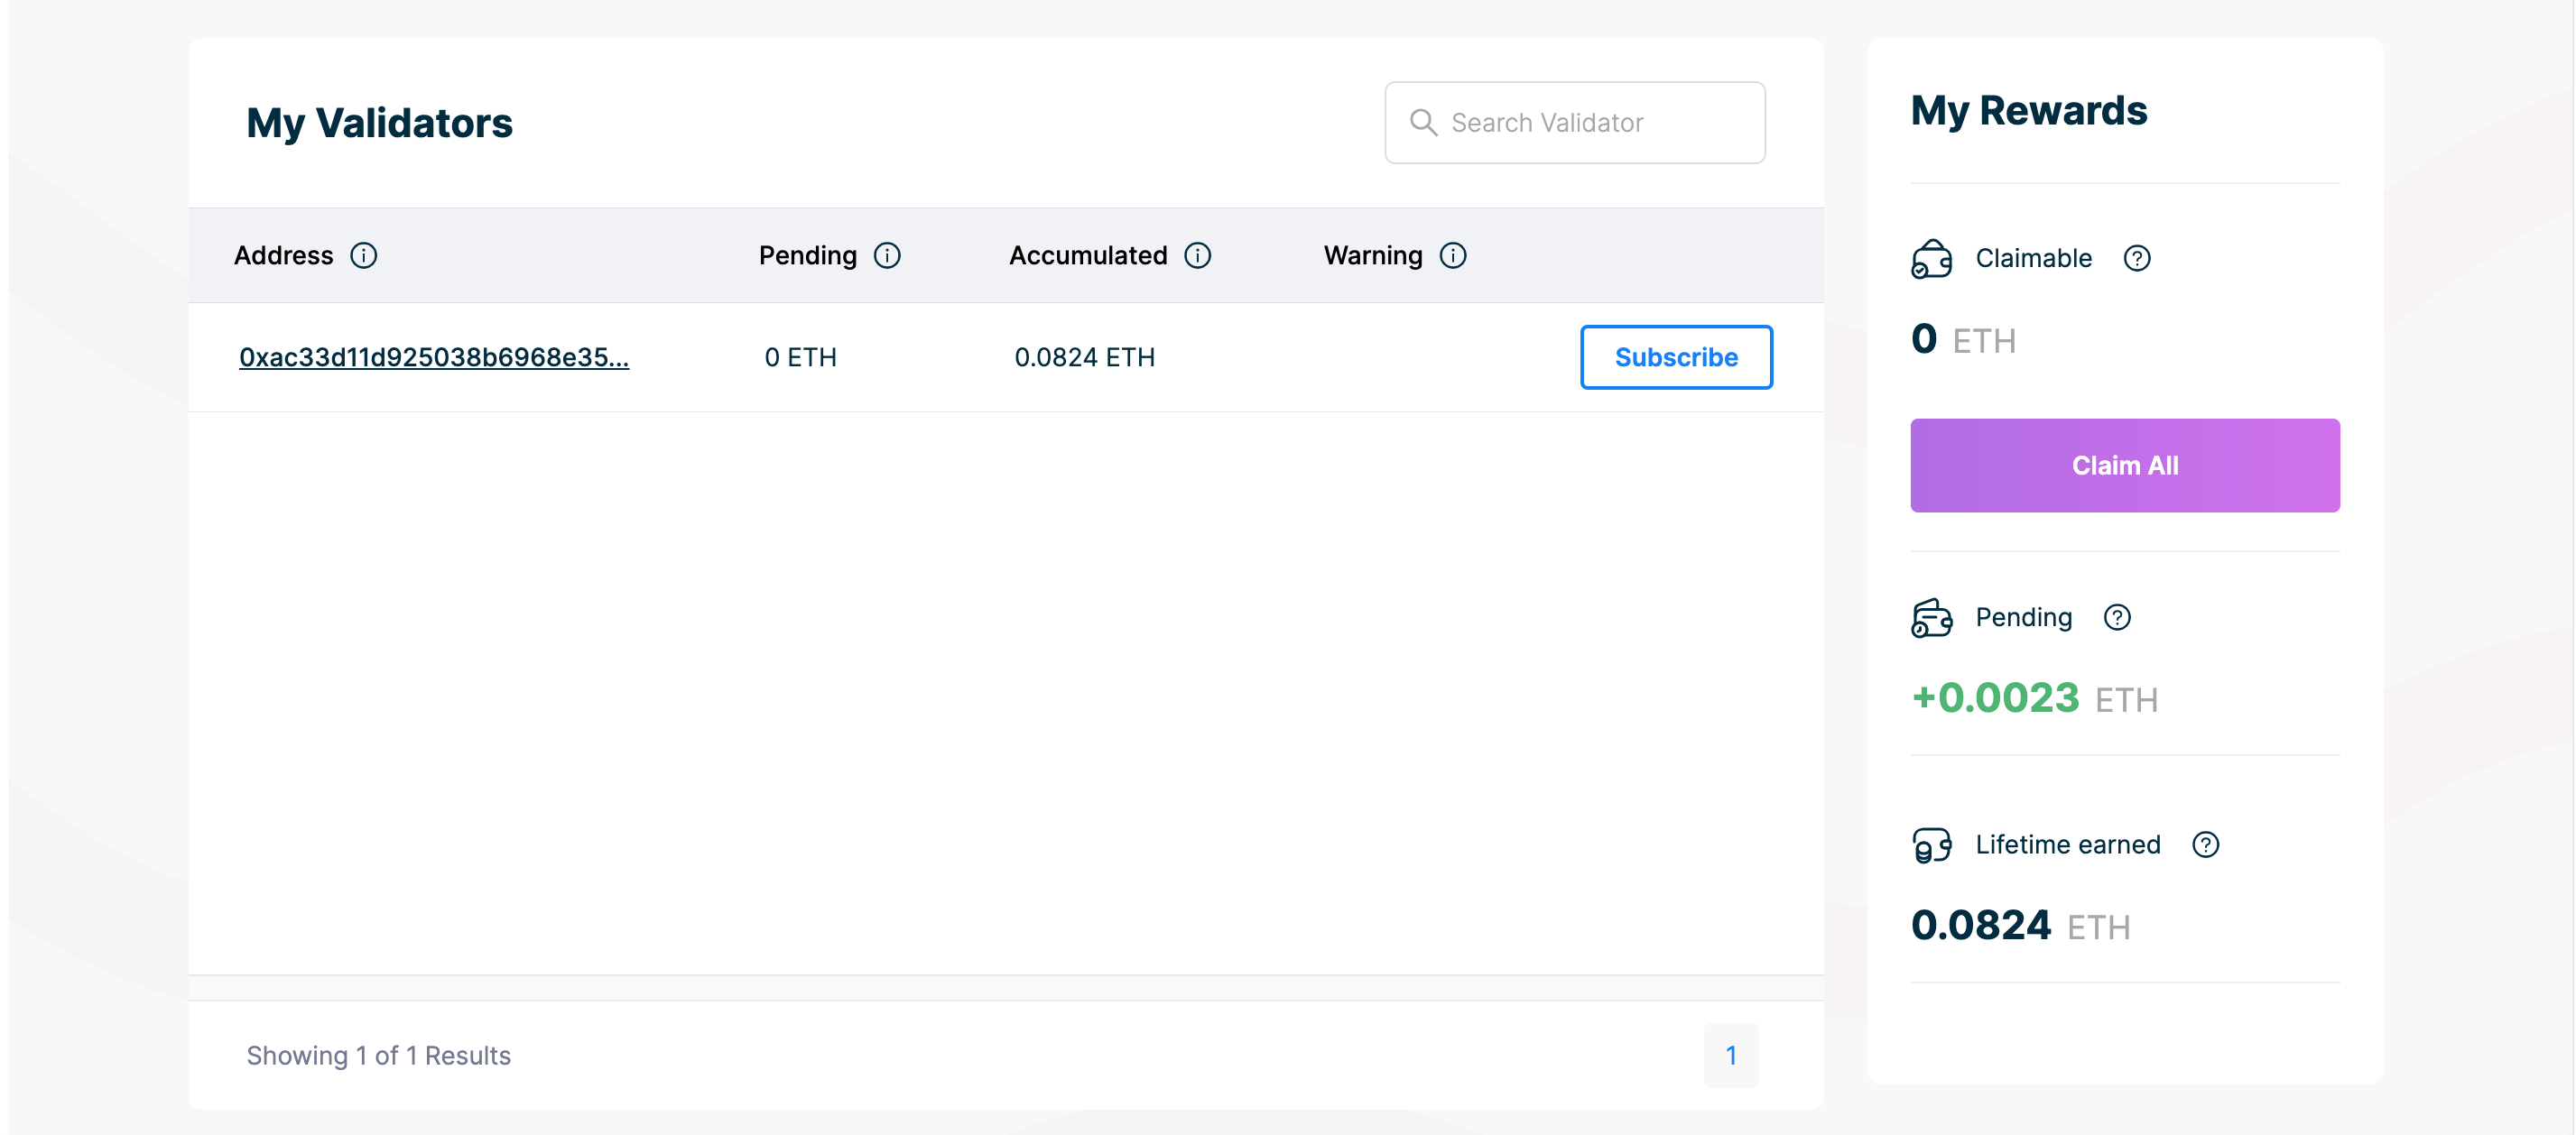 My Validators
Search Validator
Address Pending Accumulated Warning
0xac33d11d925038b6968e35... 0 ETH 0.0824 ETH Subscribe
Showing 1 of 1 Results 1
My Rewards
Claimable ?
0 ETH
Claim All
Pending ?
+0.0023 ETH
Lifetime earned ?
0.0824 ETH